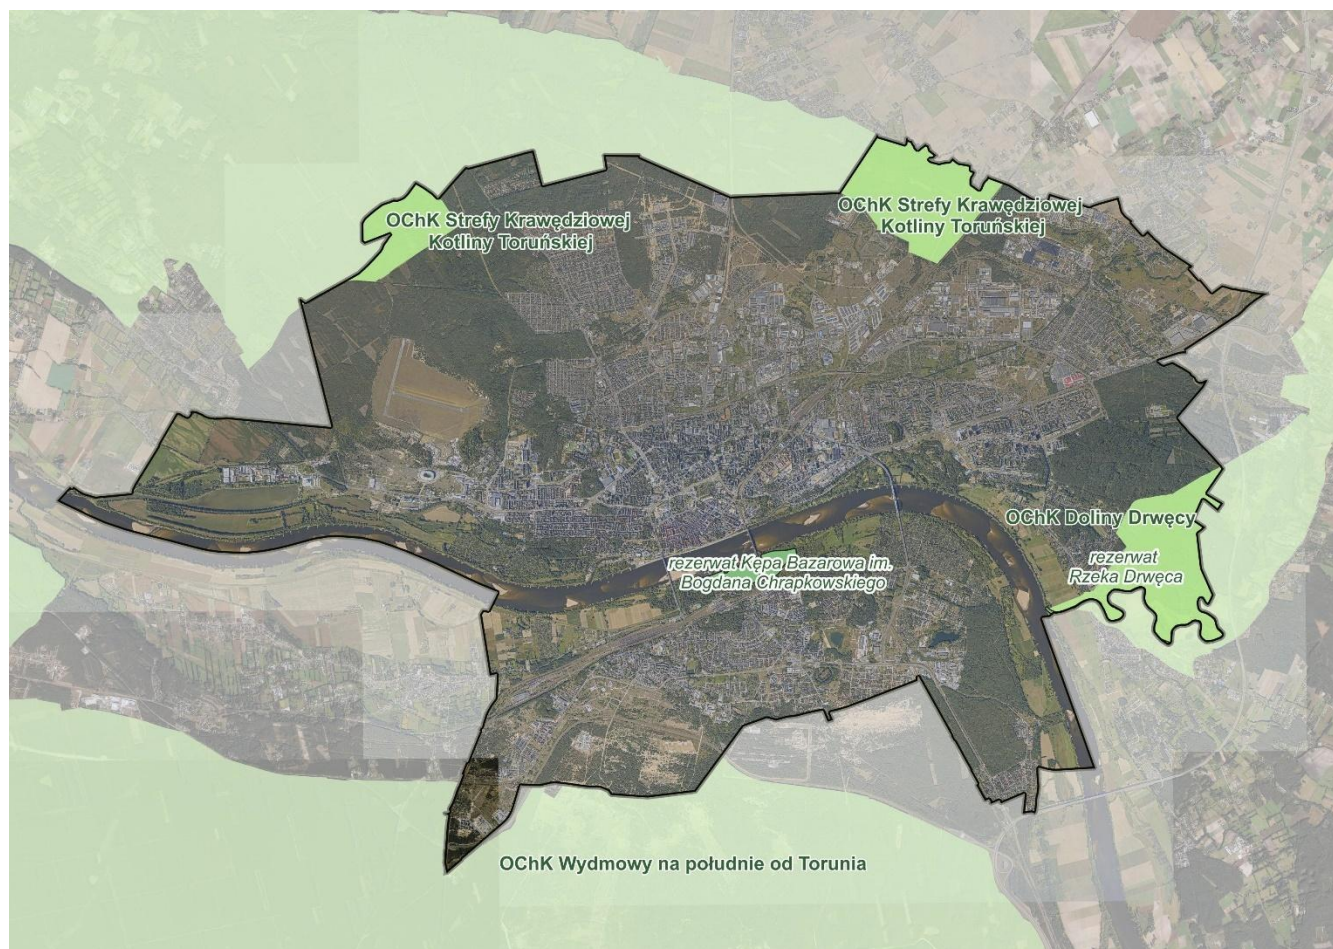 OChK Strefy Krawędziowej
Kotliny Toruńskiej
OChK Strefy Krawędziowej
Kotliny Toruńskiej
OChK Doliny Drwęcy
rezerwat
Rzeka Drwęca
rezerwat Kępa Bazarowa im.
Bogdana Chrapkowskiego
OChK Wydmowy na południe od Torunia